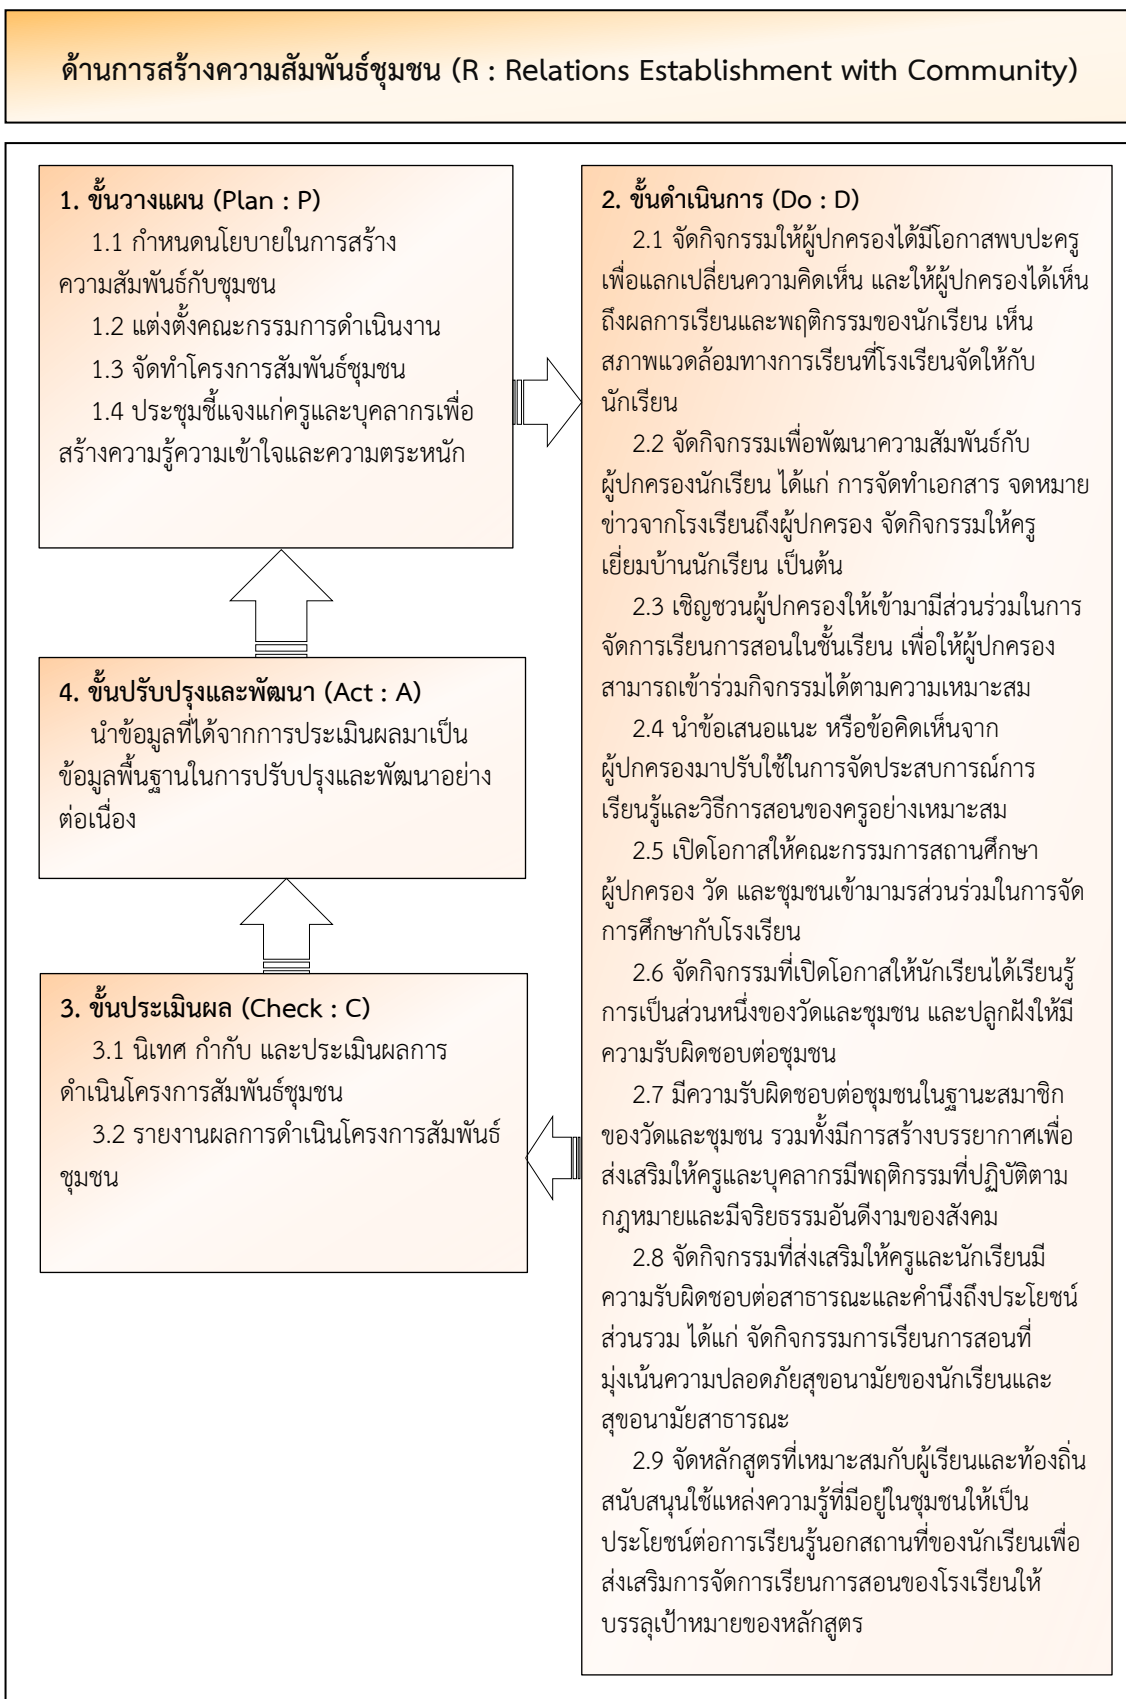 ด้านการสร้างความสัมพันธ์ชุมชน (R : Relations Establishment with Community)
1. ขั้นวางแผน (Plan : P)
1.1 กำหนดนโยบายในการสร้าง
ความสัมพันธ์กับชุมชน
1.2 แต่งตั้งคณะกรรมการดำเนินงาน
1.3 จัดทำโครงการสัมพันธ์ชุมชน
1.4 ประชุมชี้แจงแก่ครูและบุคลากรเพื่อ
สร้างความรู้ความเข้าใจและความตระหนัก
2. ขั้นดำเนินการ (Do : D)
2.1 จัดกิจกรรมให้ผู้ปกครองได้มีโอกาสพบปะครู
เพื่อแลกเปลี่ยนความคิดเห็น และให้ผู้ปกครองได้เห็น
ถึงผลการเรียนและพฤติกรรมของนักเรียน เห็น
สภาพแวดล้อมทางการเรียนที่โรงเรียนจัดให้กับ
นักเรียน
2.2 จัดกิจกรรมเพื่อพัฒนาความสัมพันธ์กับ
ผู้ปกครองนักเรียน ได้แก่ การจัดทำเอกสาร จดหมาย
ข่าวจากโรงเรียนถึงผู้ปกครอง จัดกิจกรรมให้ครู
เยี่ยมบ้านนักเรียน เป็นต้น
2.3 เชิญชวนผู้ปกครองให้เข้ามามีส่วนร่วมในการ
จัดการเรียนการสอนในชั้นเรียน เพื่อให้ผู้ปกครอง
สามารถเข้าร่วมกิจกรรมได้ตามความเหมาะสม
2.4 นำข้อเสนอแนะ หรือข้อคิดเห็นจาก
ผู้ปกครองมาปรับใช้ในการจัดประสบการณ์การ
เรียนรู้และวิธีการสอนของครูอย่างเหมาะสม
2.5 เปิดโอกาสให้คณะกรรมการสถานศึกษา
ผู้ปกครอง วัด และชุมชนเข้ามามรส่วนร่วมในการจัด
การศึกษากับโรงเรียน
2.6 จัดกิจกรรมที่เปิดโอกาสให้นักเรียนได้เรียนรู้
การเป็นส่วนหนึ่งของวัดและชุมชน และปลูกฝังให้มี
ความรับผิดชอบต่อชุมชน
2.7 มีความรับผิดชอบต่อชุมชนในฐานะสมาชิก
ของวัดและชุมชน รวมทั้งมีการสร้างบรรยากาศเพื่อ
ส่งเสริมให้ครูและบุคลากรมีพฤติกรรมที่ปฏิบัติตาม
กฎหมายและมีจริยธรรมอันดีงามของสังคม
2.8 จัดกิจกรรมที่ส่งเสริมให้ครูและนักเรียนมี
ความรับผิดชอบต่อสาธารณะและคำนึงถึงประโยชน์
ส่วนรวม ได้แก่ จัดกิจกรรมการเรียนการสอนที่
มุ่งเน้นความปลอดภัยสุขอนามัยของนักเรียนและ
สุขอนามัยสาธารณะ
2.9 จัดหลักสูตรที่เหมาะสมกับผู้เรียนและท้องถิ่น
สนับสนุนใช้แหล่งความรู้ที่มีอยู่ในชุมชนให้เป็น
ประโยชน์ต่อการเรียนรู้นอกสถานที่ของนักเรียนเพื่อ
ส่งเสริมการจัดการเรียนการสอนของโรงเรียนให้
บรรลุเป้าหมายของหลักสูตร
4. ขั้นปรับปรุงและพัฒนา (Act : A)
นำข้อมูลที่ได้จากการประเมินผลมาเป็น
ข้อมูลพื้นฐานในการปรับปรุงและพัฒนาอย่าง
ต่อเนื่อง
3. ขั้นประเมินผล (Check : C)
3.1 นิเทศ กำกับ และประเมินผลการ
ดำเนินโครงการสัมพันธ์ชุมชน
3.2 รายงานผลการดำเนินโครงการสัมพันธ์
ชุมชน